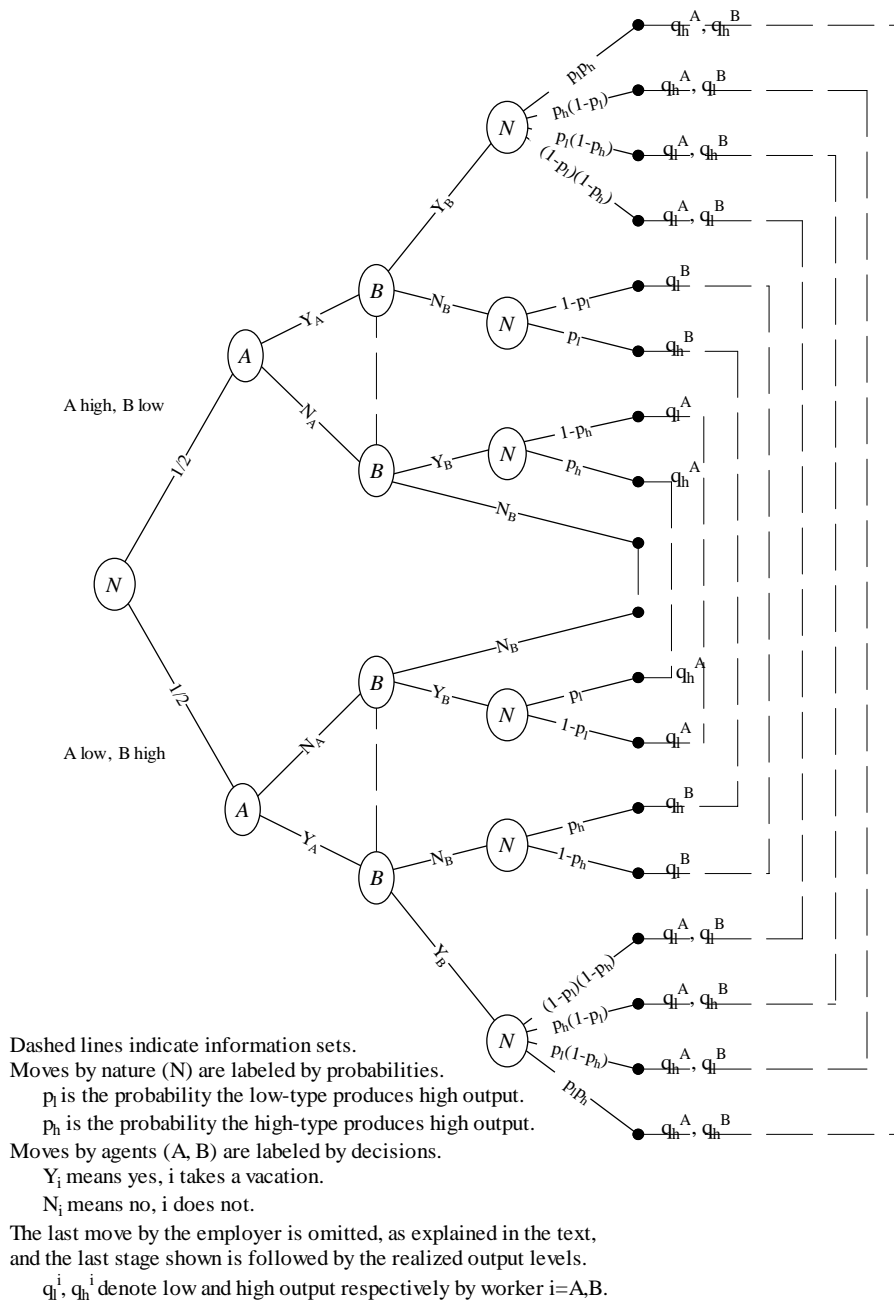 q_h^A, q_h^B
p_l p_h
q_h^A, q_l^B
p_h(1-p_l)
N
p_l(1-p_h)
q_l^A, q_h^B
(1-p_l)(1-p_h)
q_l^A, q_l^B
Y_B
q_l^B
B
N_B
1-p_l
N
Y_A
p_l
q_h^B
A
A high, B low
q_l^A
1-p_h
N_A
Y_B
N
B
p_h
q_h^A
1/2
N_B
N
N_B
q_h^A
B
p_l
Y_B
1/2
N
1-p_l
q_l^A
N_A
A low, B high
q_h^B
A
p_h
Y_A
N_B
N
1-p_h
q_l^B
B
q_l^A, q_l^B
Y_B
(1-p_l)(1-p_h)
q_l^A, q_h^B
p_h(1-p_l)
N
p_l(1-p_h)
q_h^A, q_l^B
p_l p_h
q_h^A, q_h^B
Dashed lines indicate information sets.
Moves by nature (N) are labeled by probabilities.
p_l is the probability the low-type produces high output.
p_h is the probability the high-type produces high output.
Moves by agents (A, B) are labeled by decisions.
Y_i means yes, i takes a vacation.
N_i means no, i does not.
The last move by the employer is omitted, as explained in the text,
and the last stage shown is followed by the realized output levels.
q_l^i, q_h^i denote low and high output respectively by worker i=A,B.